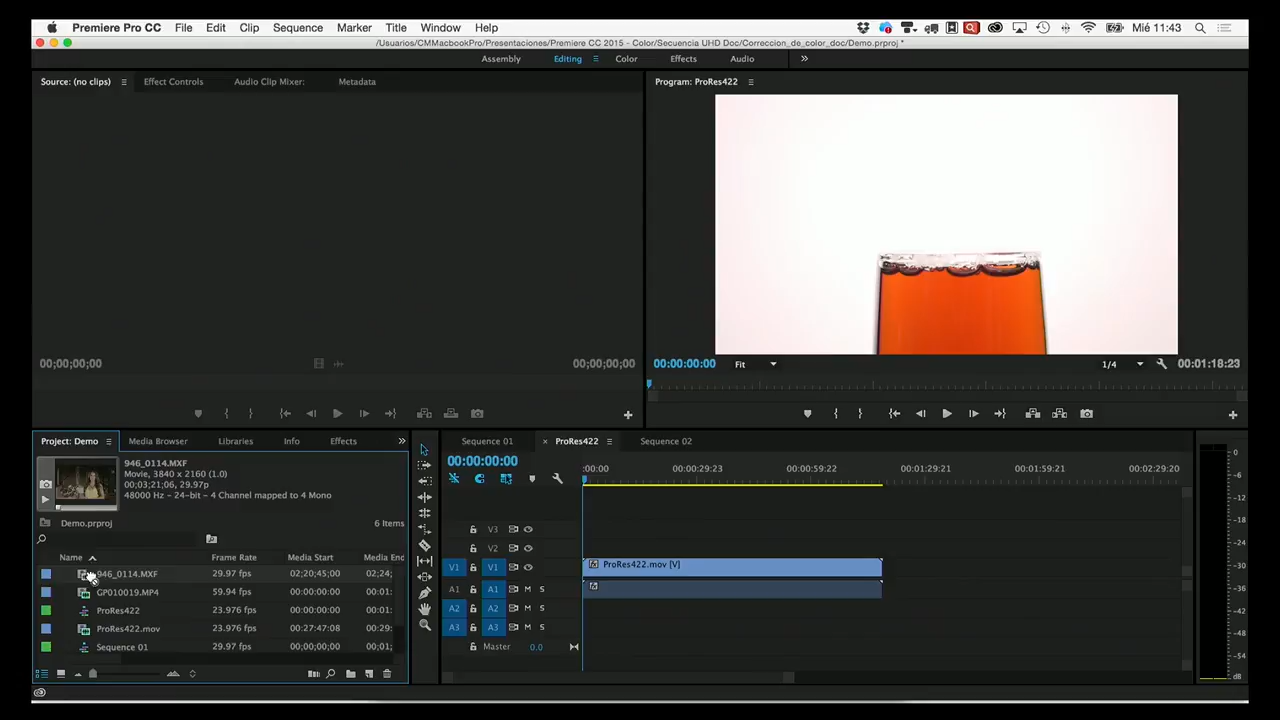 Premiere Pro CC File Edit Clip Sequence Marker Title Window Help Mié 11:43
/Usuarios/CMMacbookPro/Presentaciones/Premiere CC 2015 - Color/Secuencia UHD Doc/Correccion_de_color_doc/Demo.prproj *
Assembly Editing Color Effects Audio
Source: (no clips) Effect Controls Audio Clip Mixer: Metadata
Program: ProRes422
00;00;00;00 00;00;00;00
00:00:00:00 Fit 1/4 00:01:18:23
Project: Demo Media Browser Libraries Info Effects
946_0114.MXF
Movie, 3840 x 2160 (1.0)
00;03;21;06, 29.97p
48000 Hz - 24-bit - 4 Channel mapped to 4 Mono
Demo.prproj 6 Items
Name Frame Rate Media Start Media End
946_0114.MXF 29.97 fps 02;20;45;00 02;24;
GP010019.MP4 59.94 fps 00:00:00:00 00:01:
ProRes422 23.976 fps 00:00:00:00 00:01:
ProRes422.mov 23.976 fps 00:27:47:08 00:29:
Sequence 01 29.97 fps 00;00;00;00 00;01;
Sequence 01 ProRes422 Sequence 02
00:00:00:00
:00:00 00:00:29:23 00:00:59:22 00:01:29:21 00:01:59:21 00:02:29:20
V3
V2
V1 V1 ProRes422.mov [V]
A1 A1 M S
A2 A2 M S
A3 A3 M S
Master 0.0
0
-6
-12
-18
-24
-30
-36
-42
-48
-54
dB